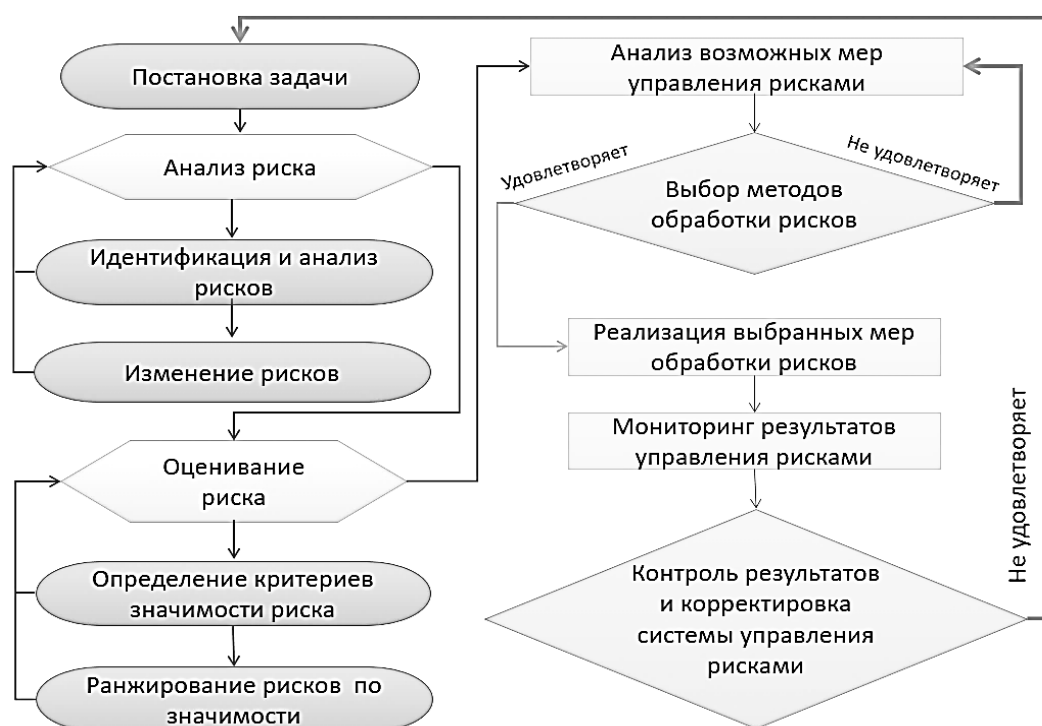 Постановка задачи
Анализ риска
Идентификация и анализ
рисков
Изменение рисков
Оценивание
риска
Определение критериев
значимости риска
Ранжирование рисков по
значимости
Анализ возможных мер
управления рисками
Удовлетворяет
Не удовлетворяет
Выбор методов
обработки рисков
Реализация выбранных мер
обработки рисков
Мониторинг результатов
управления рисками
Контроль результатов
и корректировка
системы управления
рисками
Не удовлетворяет